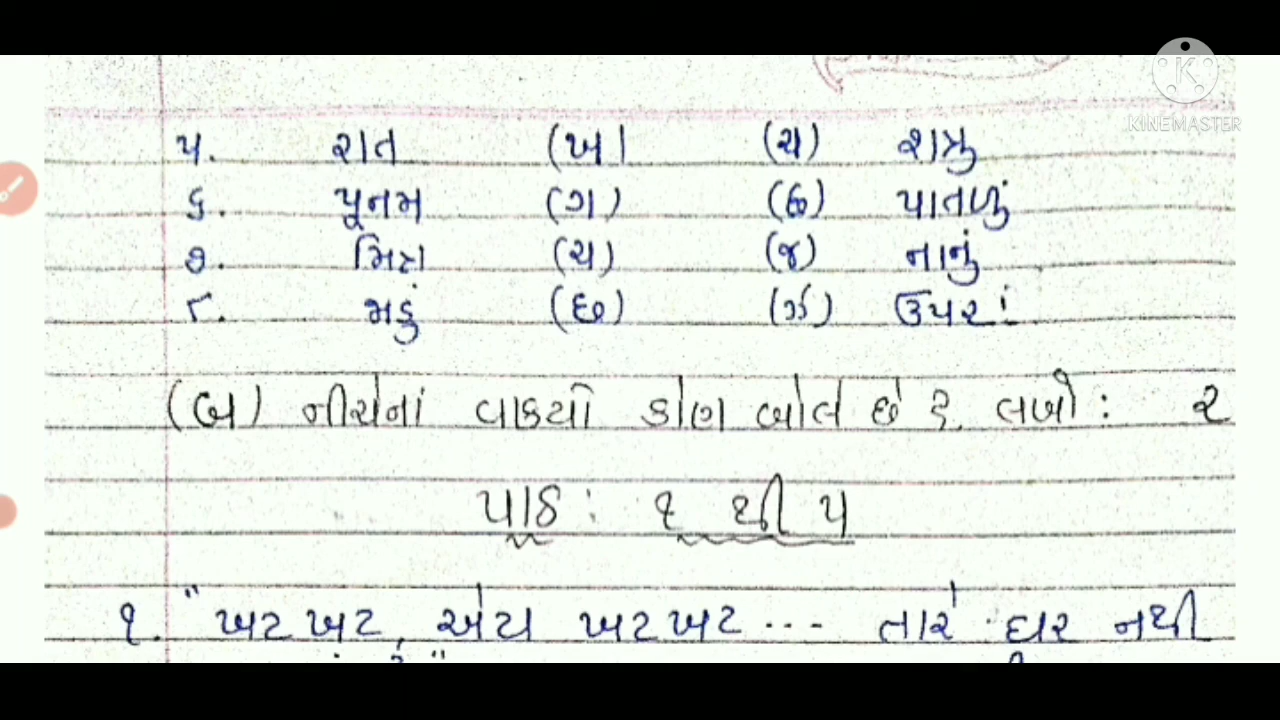 KINEMASTER
૫. રાત (ખ) (ચ) શત્રુ
૬. પૂનમ (ગ) (છ) પાતળું
૭. મિત્ર (ચ) (જ) નાનું
૮. જાડું (છ) (ઝ) ઉપર
(બ) નીચેનાં વાકયો કોણ બોલે છે ? લખો : ૨
પાઠ : ૧ થી ૫
૧. "ખટ ખટ, એય ખટખટ... તારે ઘાર નથી